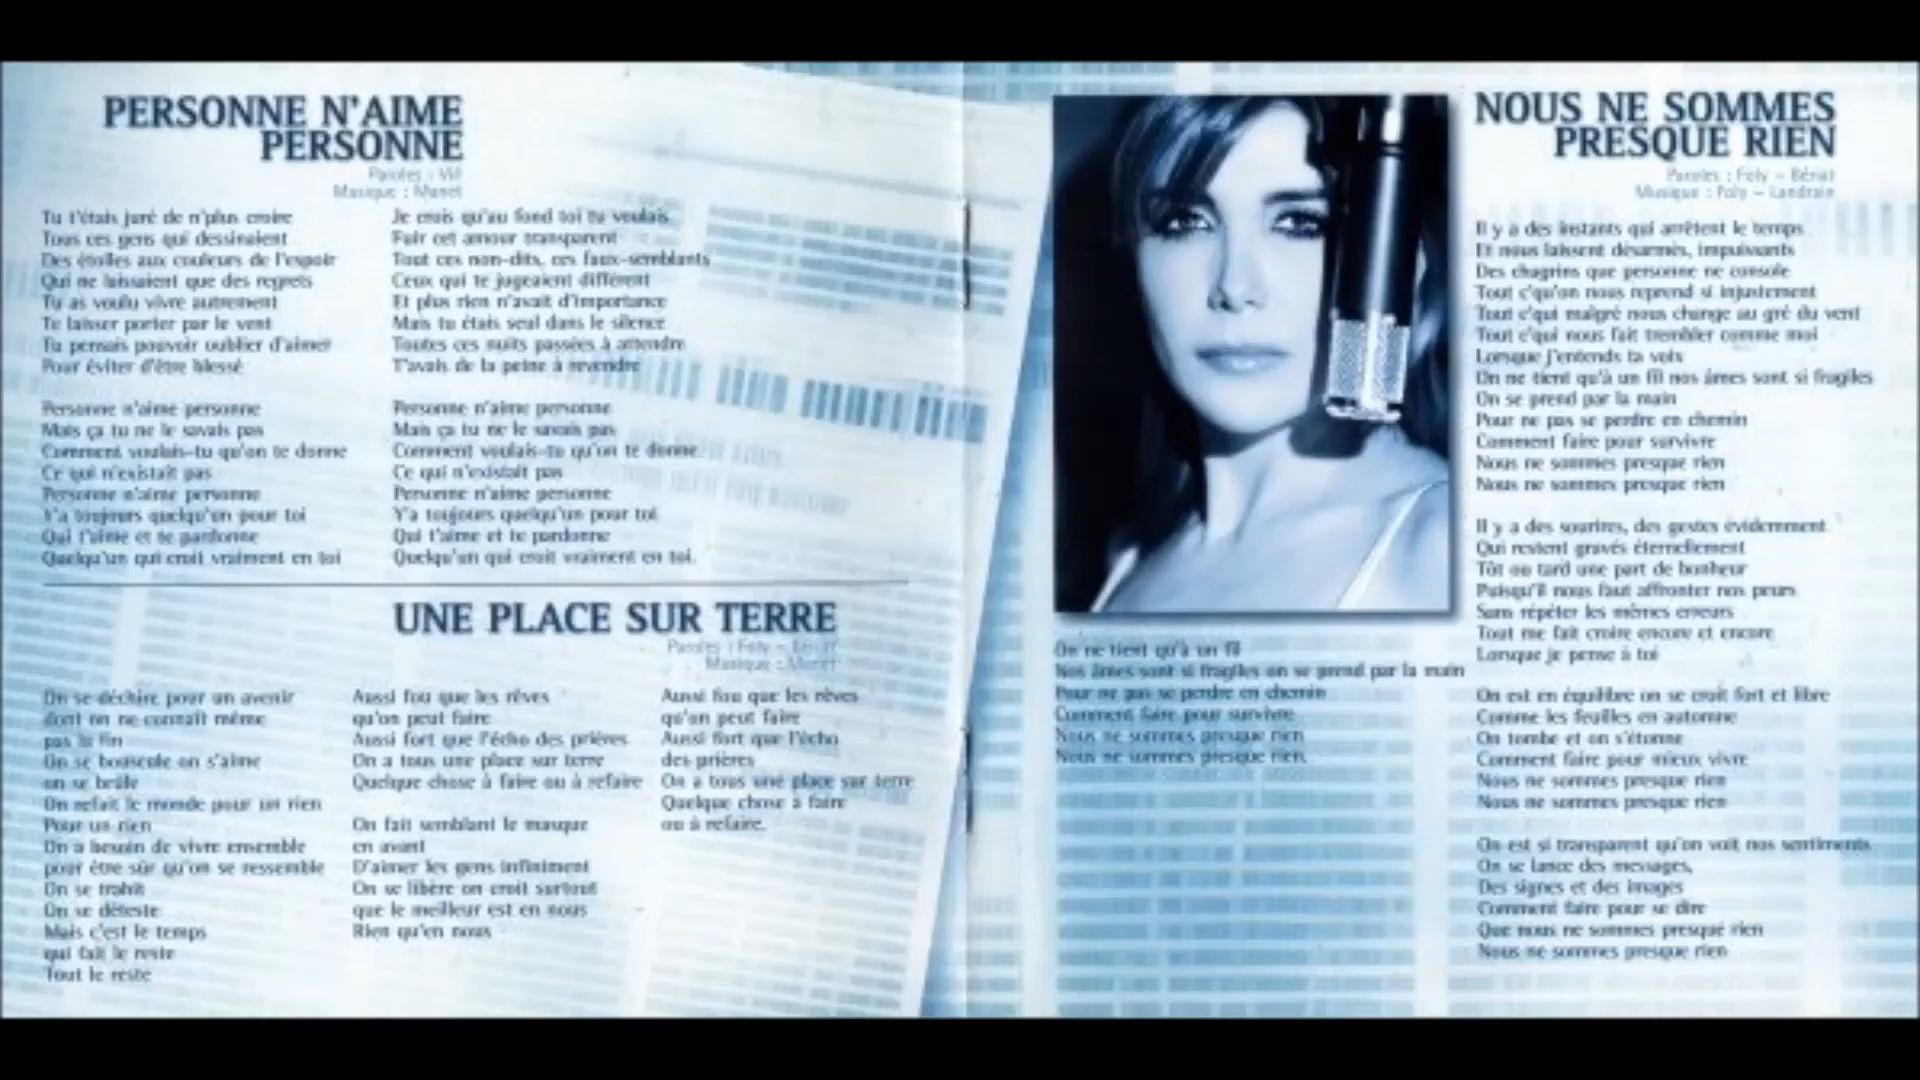 PERSONNE N'AIME
PERSONNE
Paroles : Vill
Musique : Manet
Tu t'étais juré de n'plus croire
Tous ces gens qui dessinaient
Des étoiles aux couleurs de l'espoir
Qui ne laissaient que des regrets
Tu as voulu vivre autrement
Te laisser porter par le vent
Tu pensais pouvoir oublier d'aimer
Pour éviter d'être blessé
Personne n'aime personne
Mais ça tu ne le savais pas
Comment voulais-tu qu'on te donne
Ce qui n'existait pas
Personne n'aime personne
Y'a toujours quelqu'un pour toi
Qui t'aime et te pardonne
Quelqu'un qui croit vraiment en toi
Je crois qu'au fond toi tu voulais
Fuir cet amour transparent
Tout ces non-dits, ces faux-semblants
Ceux qui te jugeaient différent
Et plus rien n'avait d'importance
Mais tu étais seul dans le silence
Toutes ces nuits passées à attendre
T'avais de la peine à revendre
Personne n'aime personne
Mais ça tu ne le savais pas
Comment voulais-tu qu'on te donne
Ce qui n'existait pas
Personne n'aime personne
Y'a toujours quelqu'un pour toi
Qui t'aime et te pardonne
Quelqu'un qui croit vraiment en toi.
UNE PLACE SUR TERRE
Paroles : Foly – Bériat
Musique : Manet
On se déchire pour un avenir
dont on ne connaît même
pas la fin
On se bouscule on s'aime
on se brûle
On refait le monde pour un rien
Pour un rien
On a besoin de vivre ensemble
pour être sûr qu'on se ressemble
On se trahit
On se déteste
Mais c'est le temps
qui fait le reste
Tout le reste
Aussi fou que les rêves
qu'on peut faire
Aussi fort que l'écho des prières
On a tous une place sur terre
Quelque chose à faire ou à refaire
On fait semblant le masque
en avant
D'aimer les gens infiniment
On se libère on croit surtout
que le meilleur est en nous
Rien qu'en nous
Aussi fou que les rêves
qu'on peut faire
Aussi fort que l'écho
des prières
On a tous une place sur terre
Quelque chose à faire
ou à refaire.
NOUS NE SOMMES
PRESQUE RIEN
Paroles : Foly – Bériat
Musique : Foly – Landrain
Il y a des instants qui arrêtent le temps
Et nous laissent désarmés, impuissants
Des chagrins que personne ne console
Tout c'qu'on nous reprend si injustement
Tout c'qui malgré nous change au gré du vent
Tout c'qui nous fait trembler comme moi
Lorsque j'entends ta voix
On ne tient qu'à un fil nos âmes sont si fragiles
On se prend par la main
Pour ne pas se perdre en chemin
Comment faire pour survivre
Nous ne sommes presque rien
Nous ne sommes presque rien
Il y a des sourires, des gestes évidemment
Qui restent gravés éternellement
Tôt ou tard une part de bonheur
Puisqu'il nous faut affronter nos peurs
Sans répéter les mêmes erreurs
Tout me fait croire encore et encore
Lorsque je pense à toi
On est en équilibre on se croit fort et libre
Comme les feuilles en automne
On tombe et on s'étonne
Comment faire pour mieux vivre
Nous ne sommes presque rien
Nous ne sommes presque rien
On est si transparent qu'on voit nos sentiments
On se lance des messages,
Des signes et des images
Comment faire pour se dire
Que nous ne sommes presque rien
Nous ne sommes presque rien
On ne tient qu'à un fil
Nos âmes sont si fragiles on se prend par la main
Pour ne pas se perdre en chemin
Comment faire pour survivre
Nous ne sommes presque rien
Nous ne sommes presque rien.